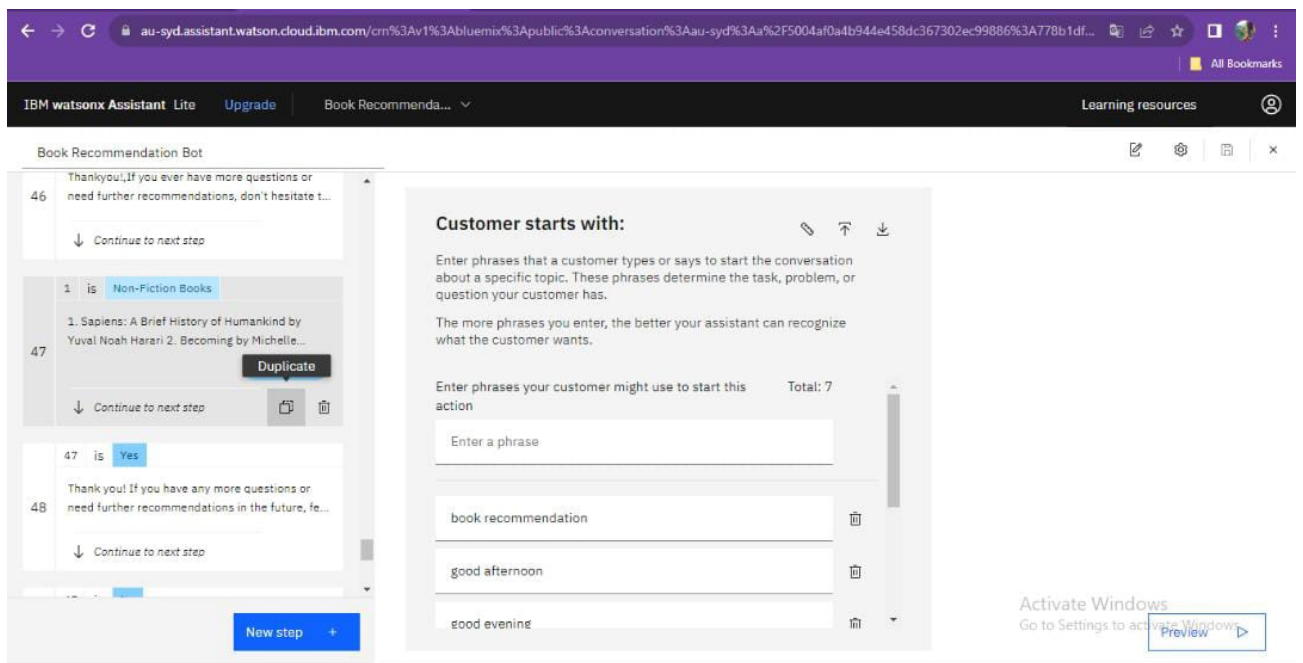 au-syd.assistant.watson.cloud.ibm.com/crn%3Av1%3Abluemix%3Apublic%3Aconversation%3Aau-syd%3Aa%2F5004af0a4b944e458dc367302ec99886%3A778b1df...
All Bookmarks
IBM watsonx Assistant Lite Upgrade Book Recommenda... Learning resources
Book Recommendation Bot
Thankyou!,If you ever have more questions or
46 need further recommendations, don't hesitate t...
Continue to next step
1 is Non-Fiction Books
1. Sapiens: A Brief History of Humankind by
Yuval Noah Harari 2. Becoming by Michelle...
47
Duplicate
Continue to next step
47 is Yes
Thank you! If you have any more questions or
48 need further recommendations in the future, fe...
Continue to next step
New step +
Customer starts with:
Enter phrases that a customer types or says to start the conversation
about a specific topic. These phrases determine the task, problem, or
question your customer has.
The more phrases you enter, the better your assistant can recognize
what the customer wants.
Enter phrases your customer might use to start this Total: 7
action
Enter a phrase
book recommendation
good afternoon
good evening
Activate Windows
Go to Settings to activate Windows.
Preview